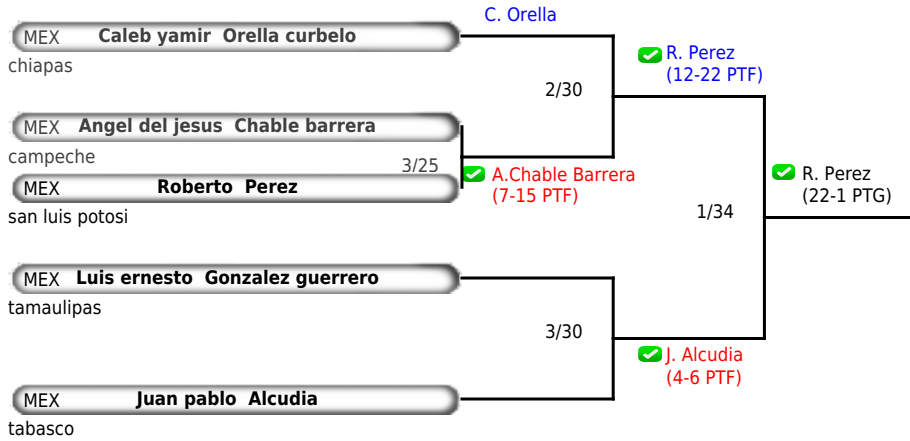 C. Orella
MEX Caleb yamir Orella curbelo
chiapas
R. Perez
(12-22 PTF)
2/30
MEX Angel del jesus Chable barrera
campeche
3/25
A.Chable Barrera
(7-15 PTF)
MEX Roberto Perez
san luis potosi
R. Perez
(22-1 PTG)
1/34
MEX Luis ernesto Gonzalez guerrero
tamaulipas
3/30
J. Alcudia
(4-6 PTF)
MEX Juan pablo Alcudia
tabasco